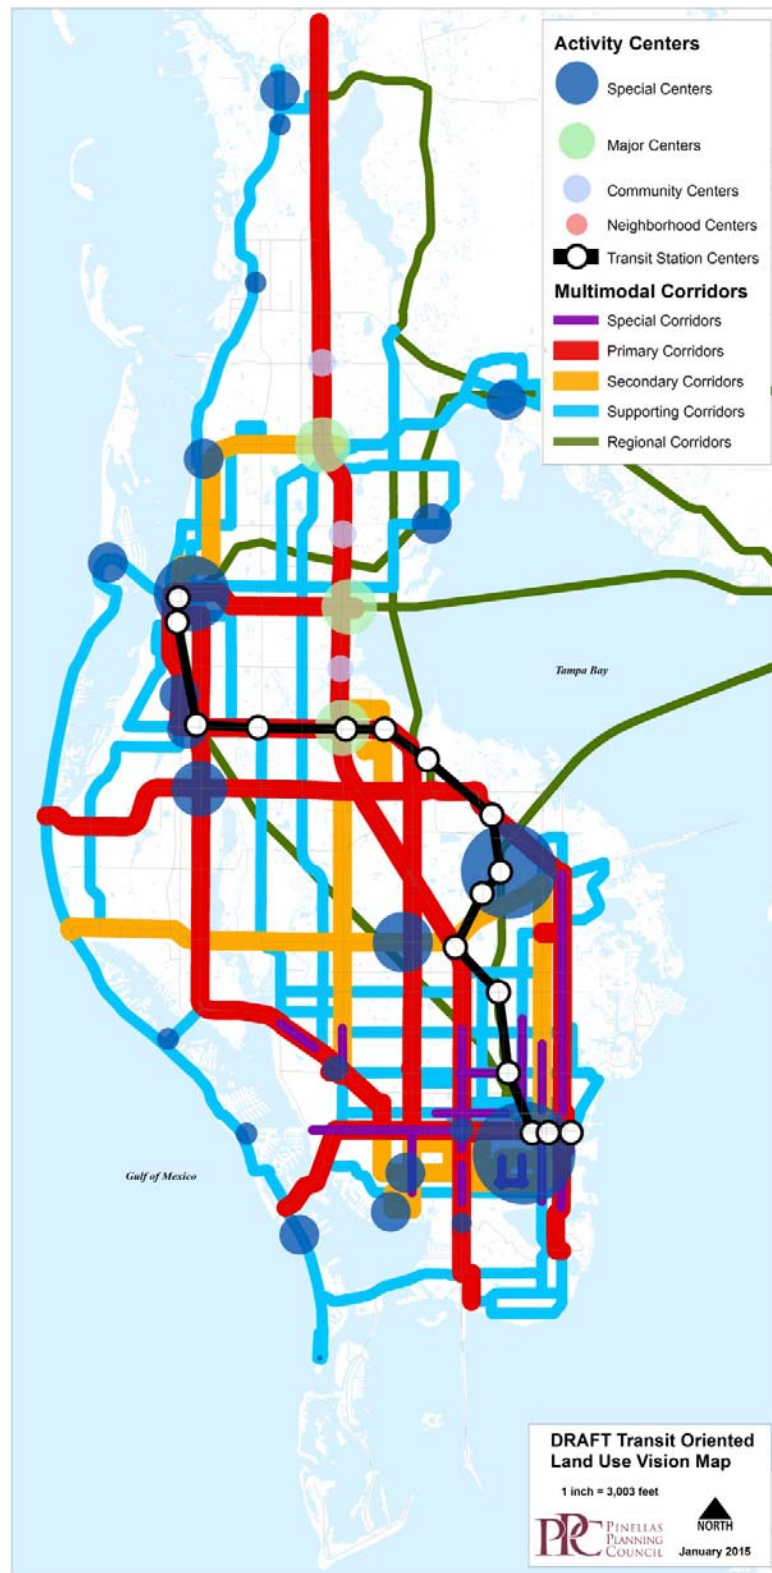 Activity Centers
Special Centers
Major Centers
Community Centers
Neighborhood Centers
Transit Station Centers
Multimodal Corridors
Special Corridors
Primary Corridors
Secondary Corridors
Supporting Corridors
Regional Corridors
Tampa Bay
Gulf of Mexico
DRAFT Transit Oriented
Land Use Vision Map
1 inch = 3,003 feet
PPC PINELLAS
PLANNING
COUNCIL
NORTH
January 2015